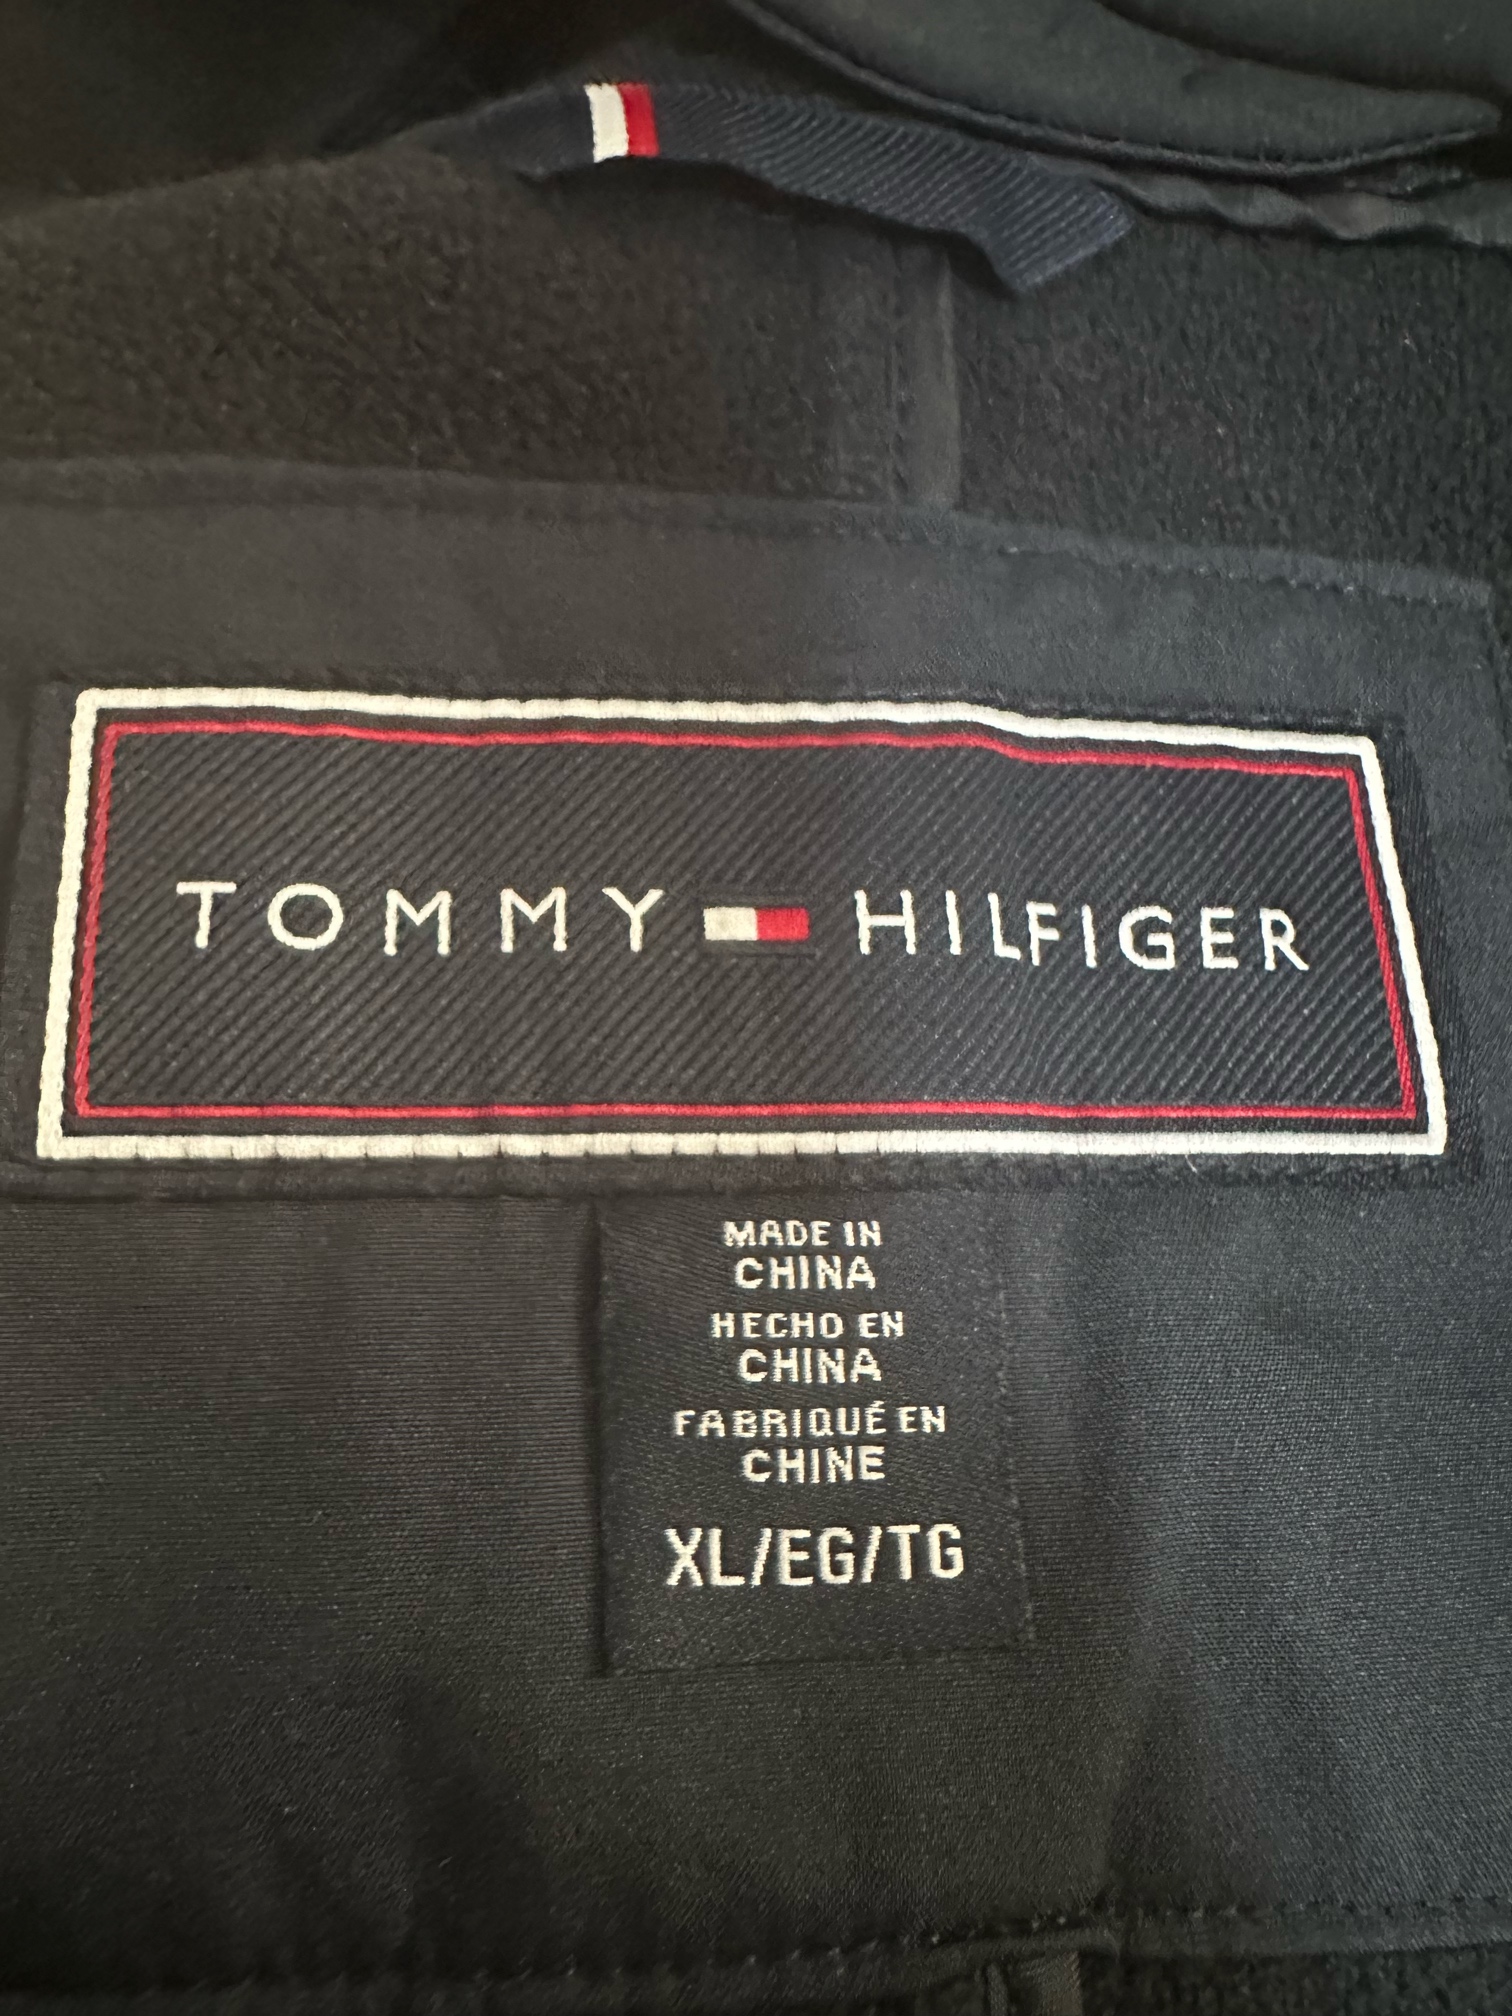 TOMMY HILFIGER
MADE IN
CHINA
HECHO EN
CHINA
FABRIQUÉ EN
CHINE
XL/EG/TG